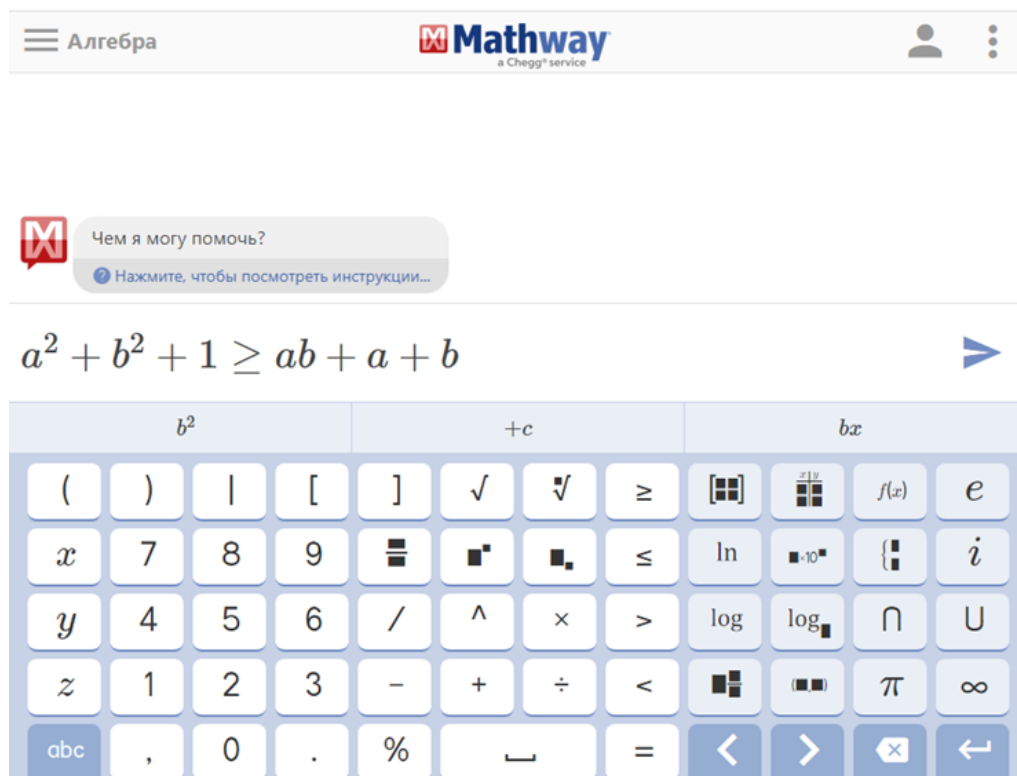 Алгебра
Mathway
a Chegg® service
Чем я могу помочь?
? Нажмите, чтобы посмотреть инструкции...
a² + b² + 1 ≥ ab + a + b
b² +c bx
( ) | [ ] √ ∜ ≥ [▪▪] x|y f(x) e
x 7 8 9 ≤ ln ▪×10▪ { i
y 4 5 6 / ^ × > log log▪ ∩ ∪
z 1 2 3 − + ÷ < (▪,▪) π ∞
abc , 0 . % =